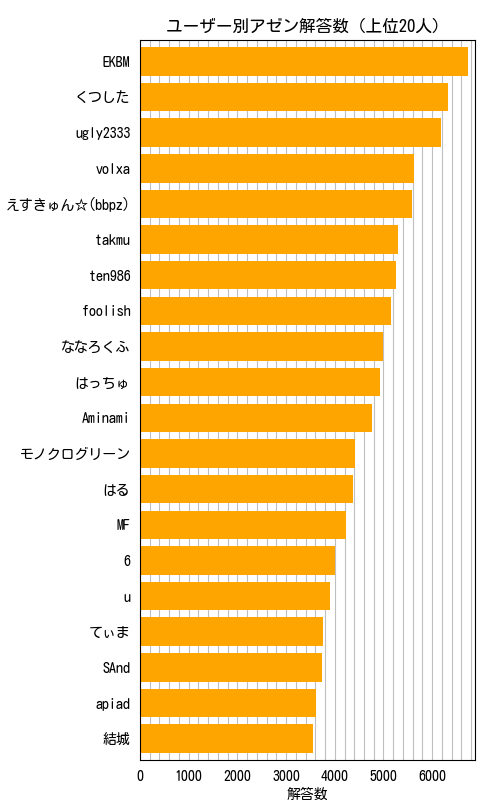 ユーザー別アゼン解答数 (上位20人)
EKBM
くつした
ugly2333
volxa
えすきゅん☆(bbpz)
takmu
ten986
foolish
ななろくふ
はっちゅ
Aminami
モノクログリーン
はる
MF
6
u
てぃま
SAnd
apiad
結城
0 1000 2000 3000 4000 5000 6000
解答数